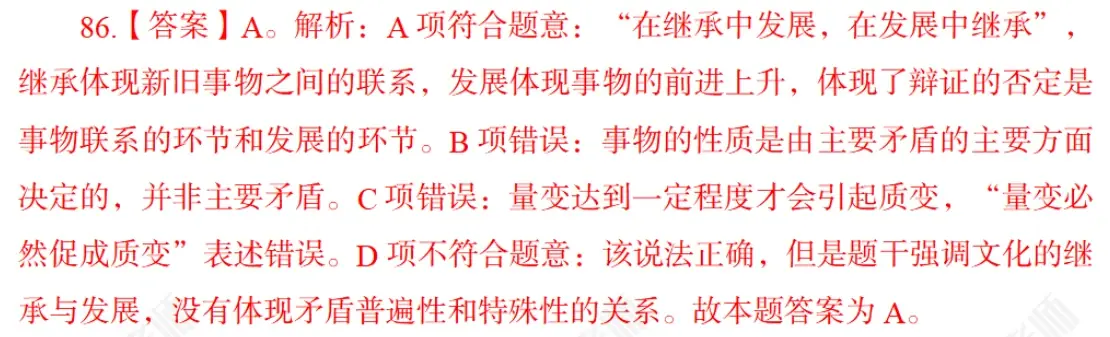 86.【答案】A。解析：A 项符合题意：“在继承中发展，在发展中继承”，
继承体现新旧事物之间的联系，发展体现事物的前进上升，体现了辩证的否定是
事物联系的环节和发展的环节。B 项错误：事物的性质是由主要矛盾的主要方面
决定的，并非主要矛盾。C 项错误：量变达到一定程度才会引起质变，“量变必
然促成质变”表述错误。D 项不符合题意：该说法正确，但是题干强调文化的继
承与发展，没有体现矛盾普遍性和特殊性的关系。故本题答案为 A。